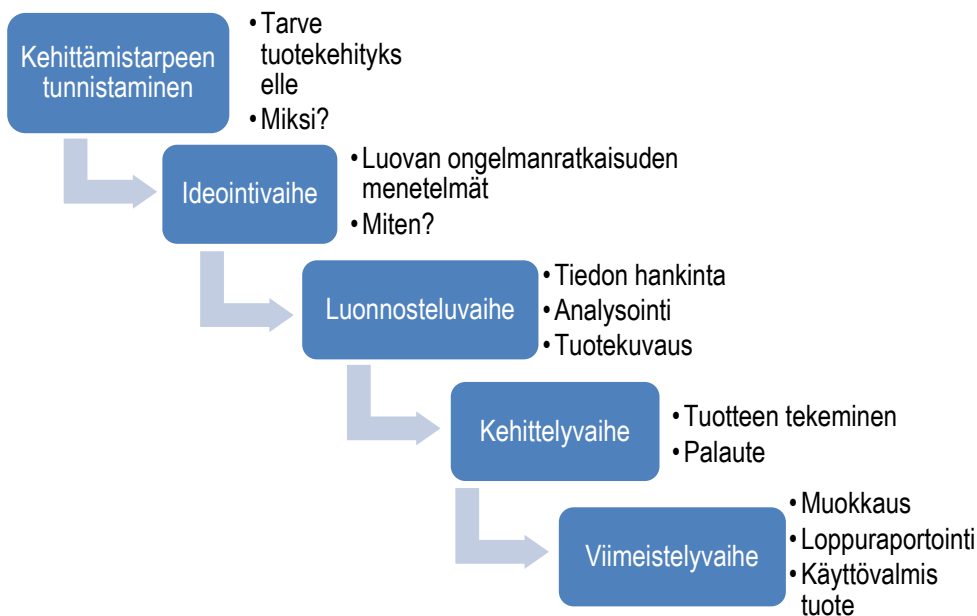 Kehittämistarpeen
tunnistaminen
• Tarve
tuotekehityks
elle
• Miksi?
Ideointivaihe
• Luovan ongelmanratkaisuden
menetelmät
• Miten?
Luonnosteluvaihe
• Tiedon hankinta
• Analysointi
• Tuotekuvaus
Kehittelyvaihe
• Tuotteen tekeminen
• Palaute
Viimeistelyvaihe
• Muokkaus
• Loppuraportointi
• Käyttövalmis
tuote